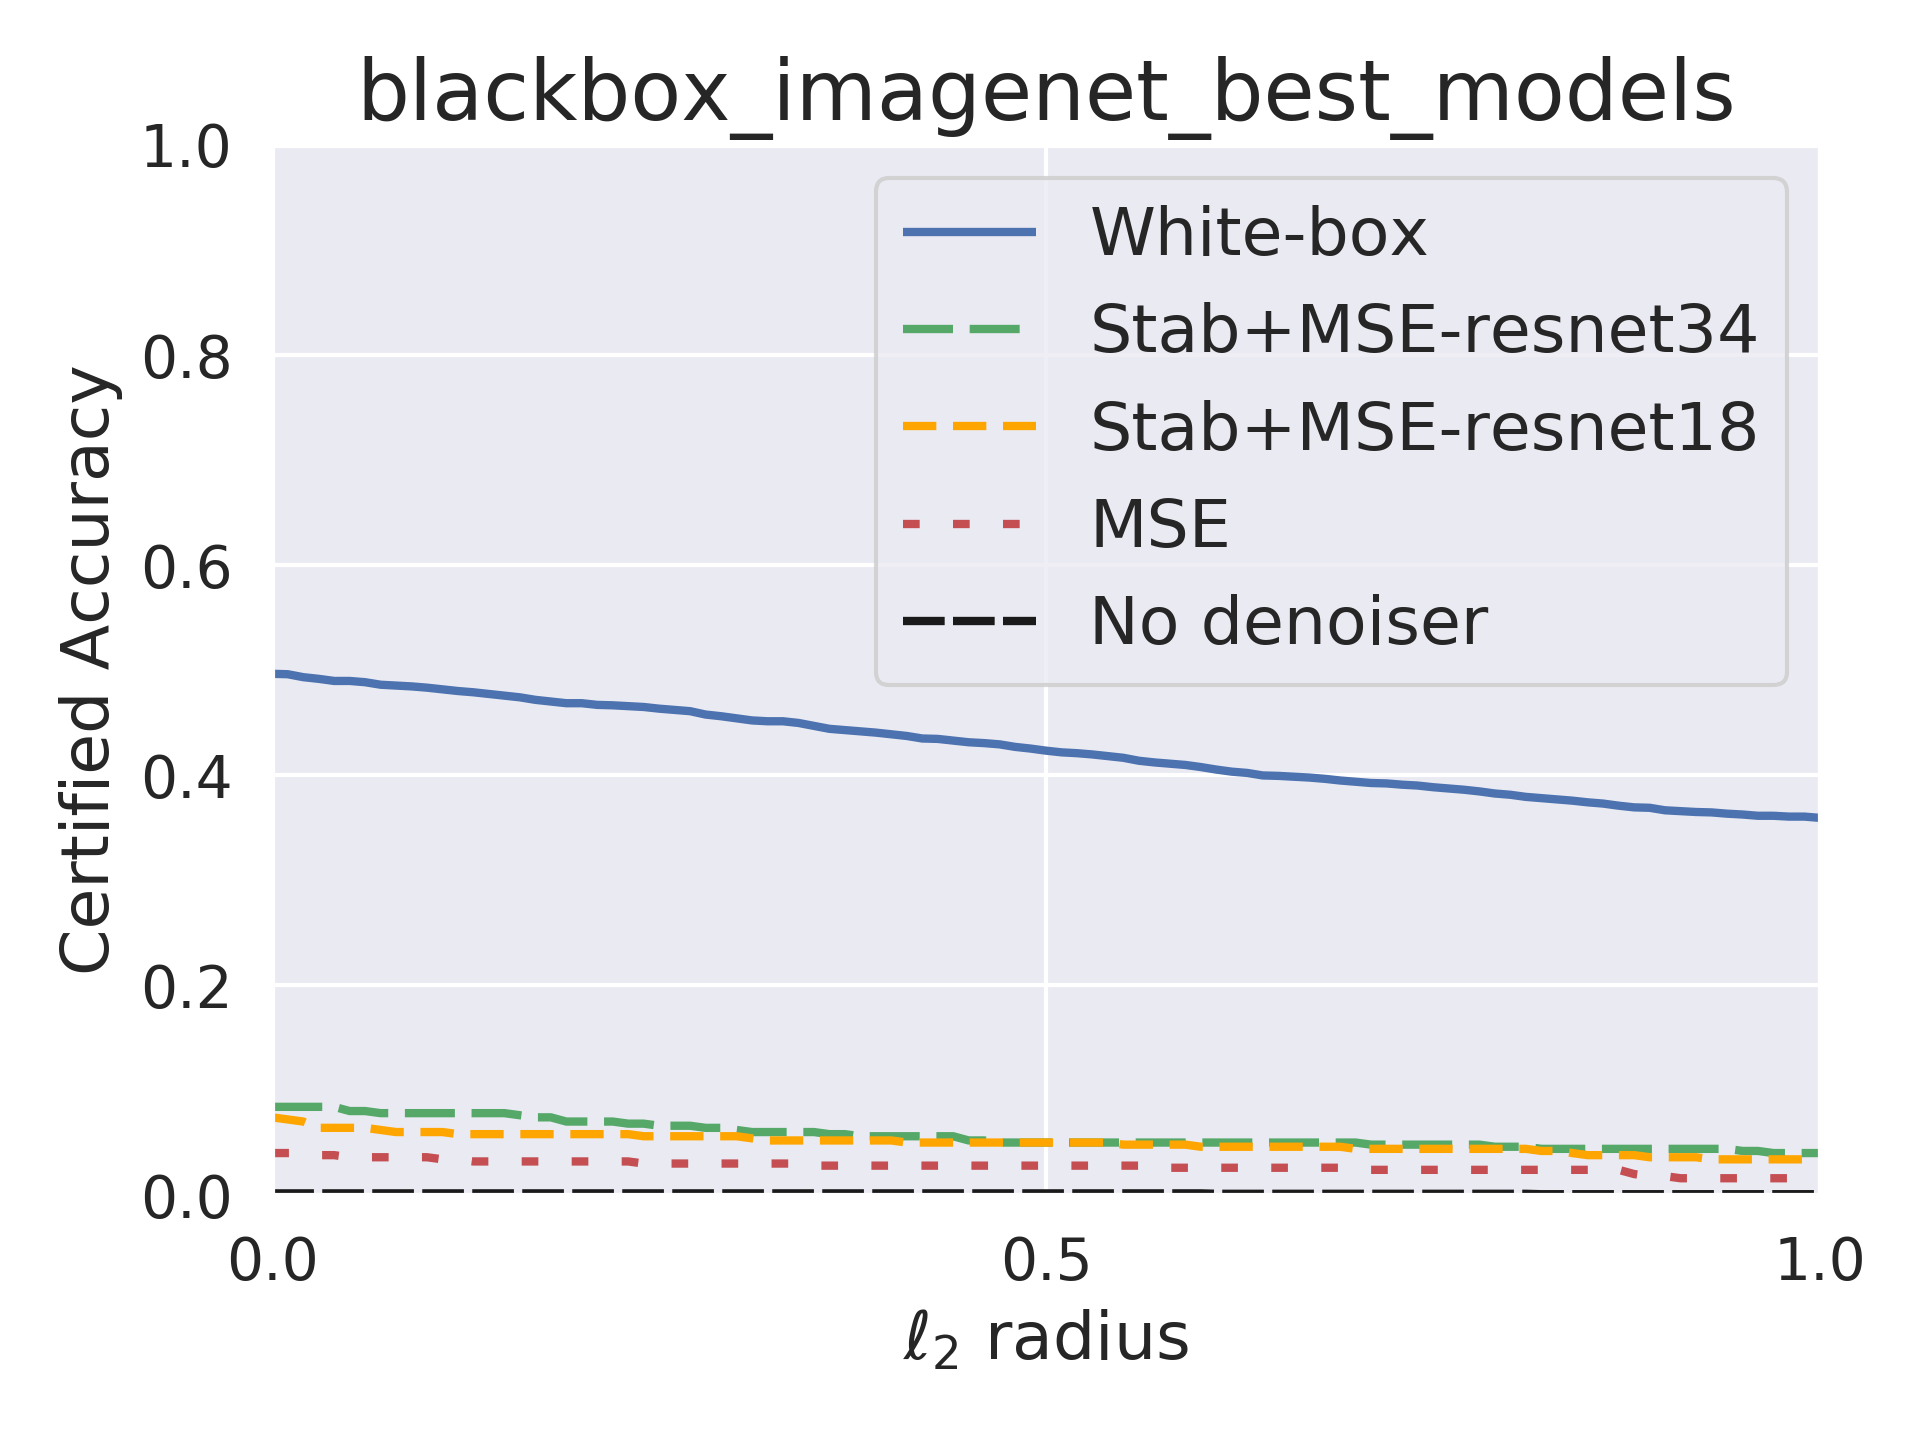 blackbox_imagenet_best_models
1.0
0.8
0.6
0.4
0.2
0.0
Certified Accuracy
White-box
Stab+MSE-resnet34
Stab+MSE-resnet18
MSE
No denoiser
0.0 0.5 1.0
ℓ₂ radius